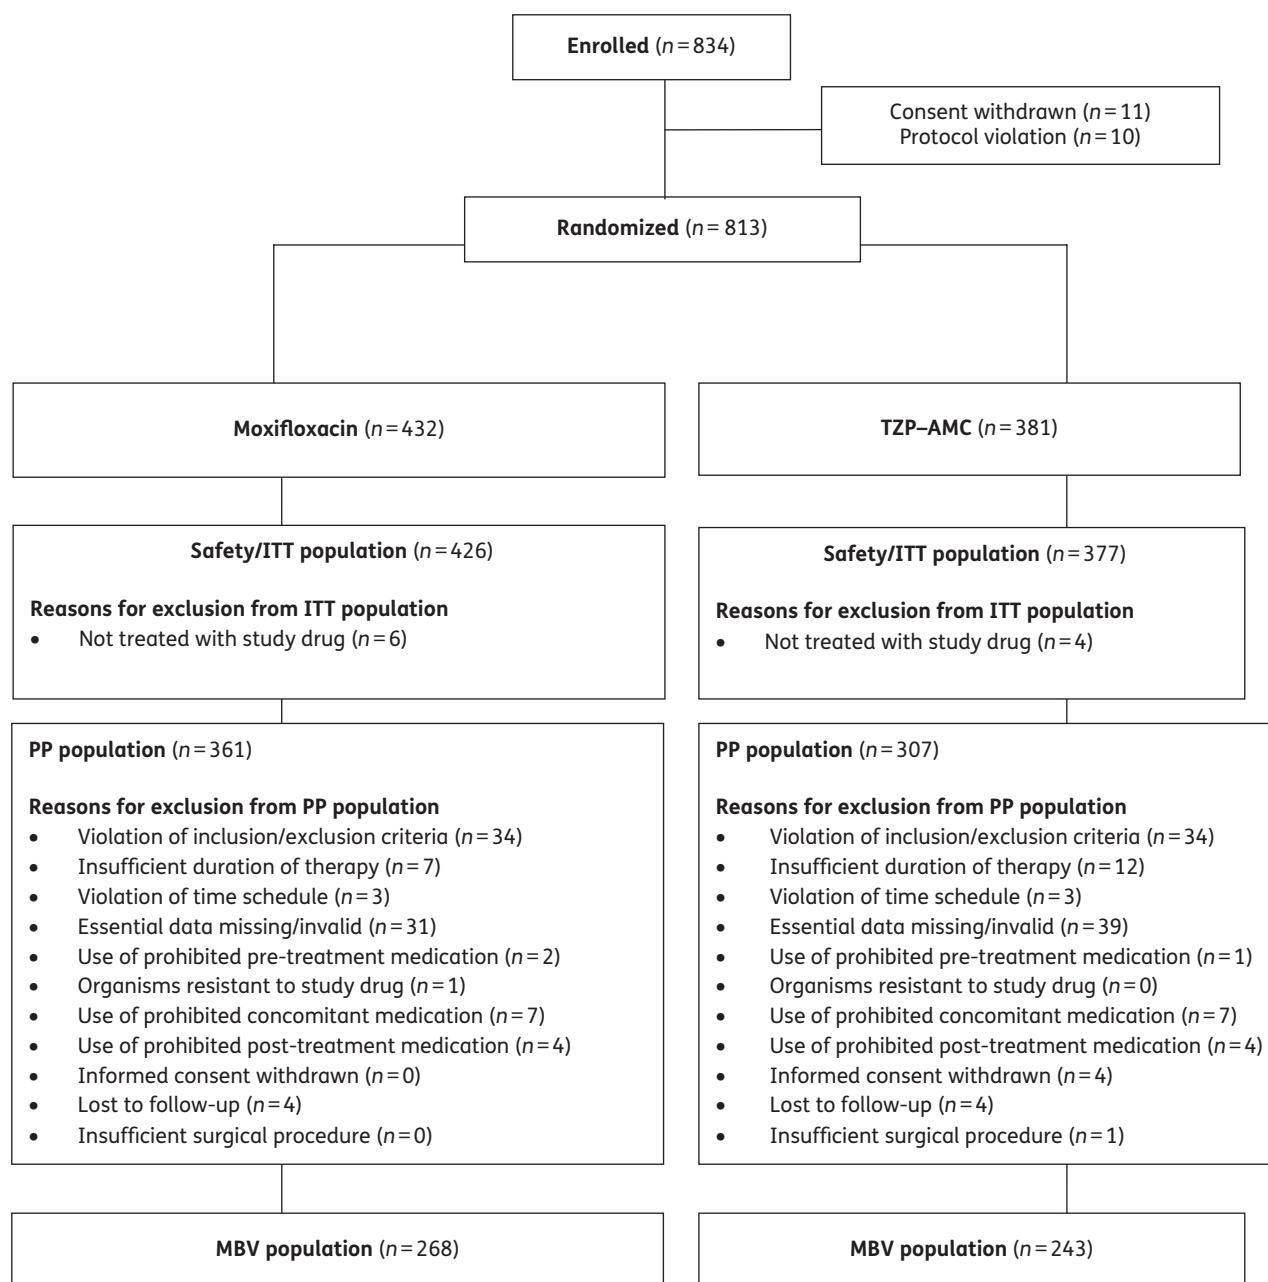 Enrolled (n=834)
Consent withdrawn (n=11)
Protocol violation (n=10)
Randomized (n=813)
Moxifloxacin (n=432)
TZP–AMC (n=381)
Safety/ITT population (n=426)
Reasons for exclusion from ITT population
• Not treated with study drug (n=6)
Safety/ITT population (n=377)
Reasons for exclusion from ITT population
• Not treated with study drug (n=4)
PP population (n=361)
Reasons for exclusion from PP population
• Violation of inclusion/exclusion criteria (n=34)
• Insufficient duration of therapy (n=7)
• Violation of time schedule (n=3)
• Essential data missing/invalid (n=31)
• Use of prohibited pre-treatment medication (n=2)
• Organisms resistant to study drug (n=1)
• Use of prohibited concomitant medication (n=7)
• Use of prohibited post-treatment medication (n=4)
• Informed consent withdrawn (n=0)
• Lost to follow-up (n=4)
• Insufficient surgical procedure (n=0)
PP population (n=307)
Reasons for exclusion from PP population
• Violation of inclusion/exclusion criteria (n=34)
• Insufficient duration of therapy (n=12)
• Violation of time schedule (n=3)
• Essential data missing/invalid (n=39)
• Use of prohibited pre-treatment medication (n=1)
• Organisms resistant to study drug (n=0)
• Use of prohibited concomitant medication (n=7)
• Use of prohibited post-treatment medication (n=4)
• Informed consent withdrawn (n=4)
• Lost to follow-up (n=4)
• Insufficient surgical procedure (n=1)
MBV population (n=268)
MBV population (n=243)